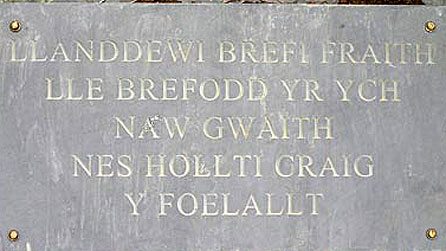 LLANDDEWI BREFI FRAITH
LLE BREFODD YR YCH
NAW GWAITH
NES HOLLTI CRAIG
Y FOELALLT